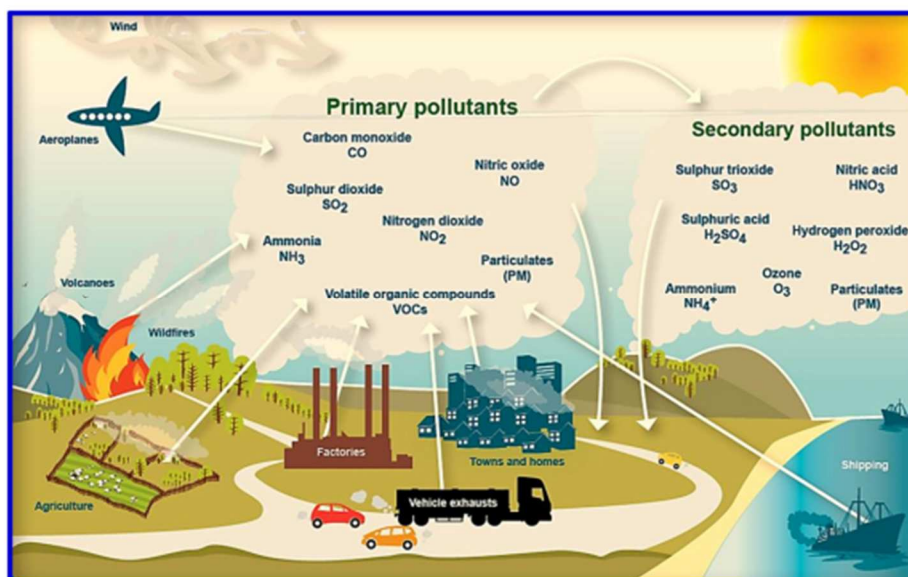 Wind
Aeroplanes
Primary pollutants
Carbon monoxide
CO
Nitric oxide
NO
Sulphur dioxide
SO₂
Nitrogen dioxide
NO₂
Ammonia
NH₃
Particulates
(PM)
Volatile organic compounds
VOCs
Secondary pollutants
Sulphur trioxide
SO₃
Nitric acid
HNO₃
Sulphuric acid
H₂SO₄
Hydrogen peroxide
H₂O₂
Ozone
O₃
Ammonium
NH₄⁺
Particulates
(PM)
Volcanoes
Wildfires
Agriculture
Factories
Towns and homes
Vehicle exhausts
Shipping